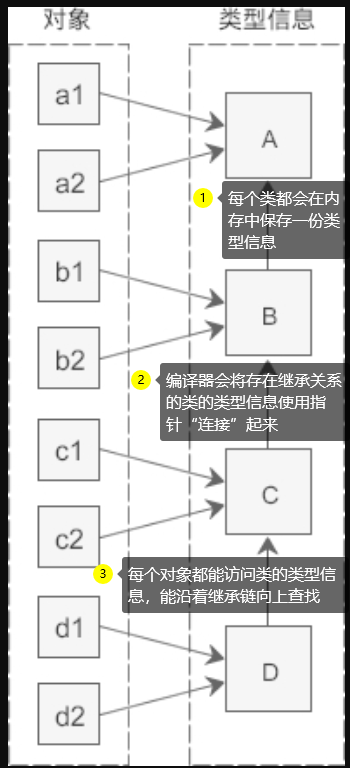 对象
类型信息
a1
A
a2
1
每个类都会在内
存中保存一份类
型信息
b1
B
b2
2
编译器会将存在继承关系
的类的类型信息使用指
针“连接”起来
c1
C
c2
3
每个对象都能访问类的类型信
息，能沿着继承链向上查找
d1
D
d2